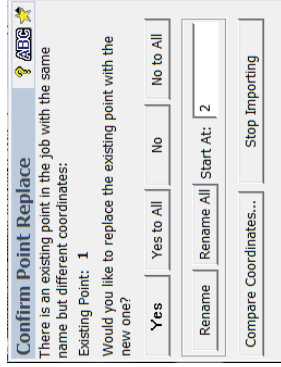 Confirm Point Replace ? ABC
There is an existing point in the job with the same
name but different coordinates:
Existing Point: 1
Would you like to replace the existing point with the
new one?
Yes Yes to All No No to All
Rename Rename All Start At: 2
Compare Coordinates... Stop Importing